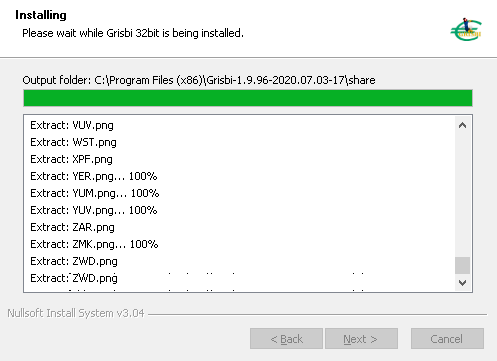 Installing
Please wait while Grisbi 32bit is being installed.
Output folder: C:\Program Files (x86)\Grisbi-1.9.96-2020.07.03-17\share
Extract: VUV.png
Extract: WST.png
Extract: XPF.png
Extract: YER.png... 100%
Extract: YUM.png... 100%
Extract: YUV.png... 100%
Extract: ZAR.png
Extract: ZMK.png... 100%
Extract: ZWD.png
Extract: ZWD.png
Nullsoft Install System v3.04
< Back
Next >
Cancel